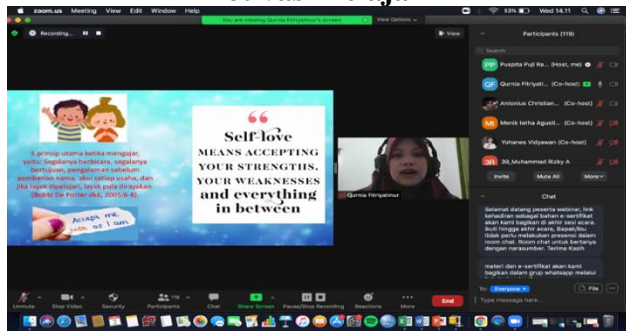 zoom.us Meeting View Edit Window Help
53% Wed 14.11
You are viewing Qurnia Fitriyatinur's screen View Options
Recording...
View
Participants (119)
Search
PP Puspita Puji Ra... (Host, me)
QF Qurnia Fitriyati... (Co-host)
Antonius Christian... (Co-host)
Manik tetha Agusti... (Co-host)
Yohanes Vidyawan (Co-host)
3R 39_Muhammad Rizky A
Invite Mute All More
Chat
Selamat datang peserta webinar, link
kehadiran sebagai bahan e-sertifikat
akan kami bagikan di akhir sesi acara.
ikuti hingga akhir acara, Bapak/Ibu
tidak perlu melakukan presensi dalam
room chat. Room chat untuk bertanya
dengan narasumber. Terima Kasih
materi dan e-sertifikat akan kami
bagikan dalam grup whatsapp melalui
To: Everyone File
Type message here...
5 prinsip utama ketika mengajar,
yaitu: Segalanya berbicara, segalanya
bertujuan, pengalaman sebelum
pemberian nama, akui setiap usaha, dan
jika layak dipelajari, layak pula dirayakan.
(Bobbi De Porter dkk, 2005:6-8).
Accept me
just as I am
Self-love
MEANS ACCEPTING
YOUR STRENGTHS,
YOUR WEAKNESSES
and everything
in between
Qurnia Fitriyatinur
Unmute Stop Video Security Participants 119 Chat Share Screen Pause/Stop Recording Reactions More End